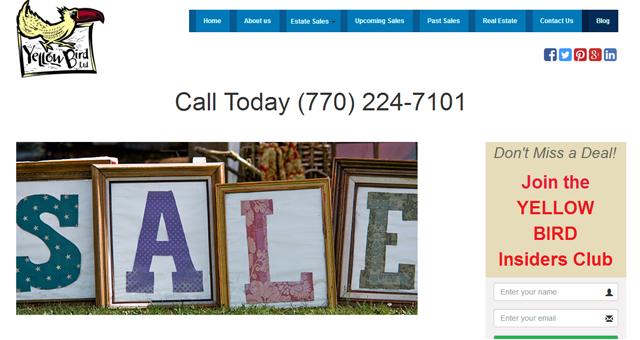 Yellow Bird
Ltd
Home
About us
Estate Sales
Upcoming Sales
Past Sales
Real Estate
Contact Us
Blog
Call Today (770) 224-7101
SALE
Don't Miss a Deal!
Join the
YELLOW
BIRD
Insiders Club
Enter your name
Enter your email